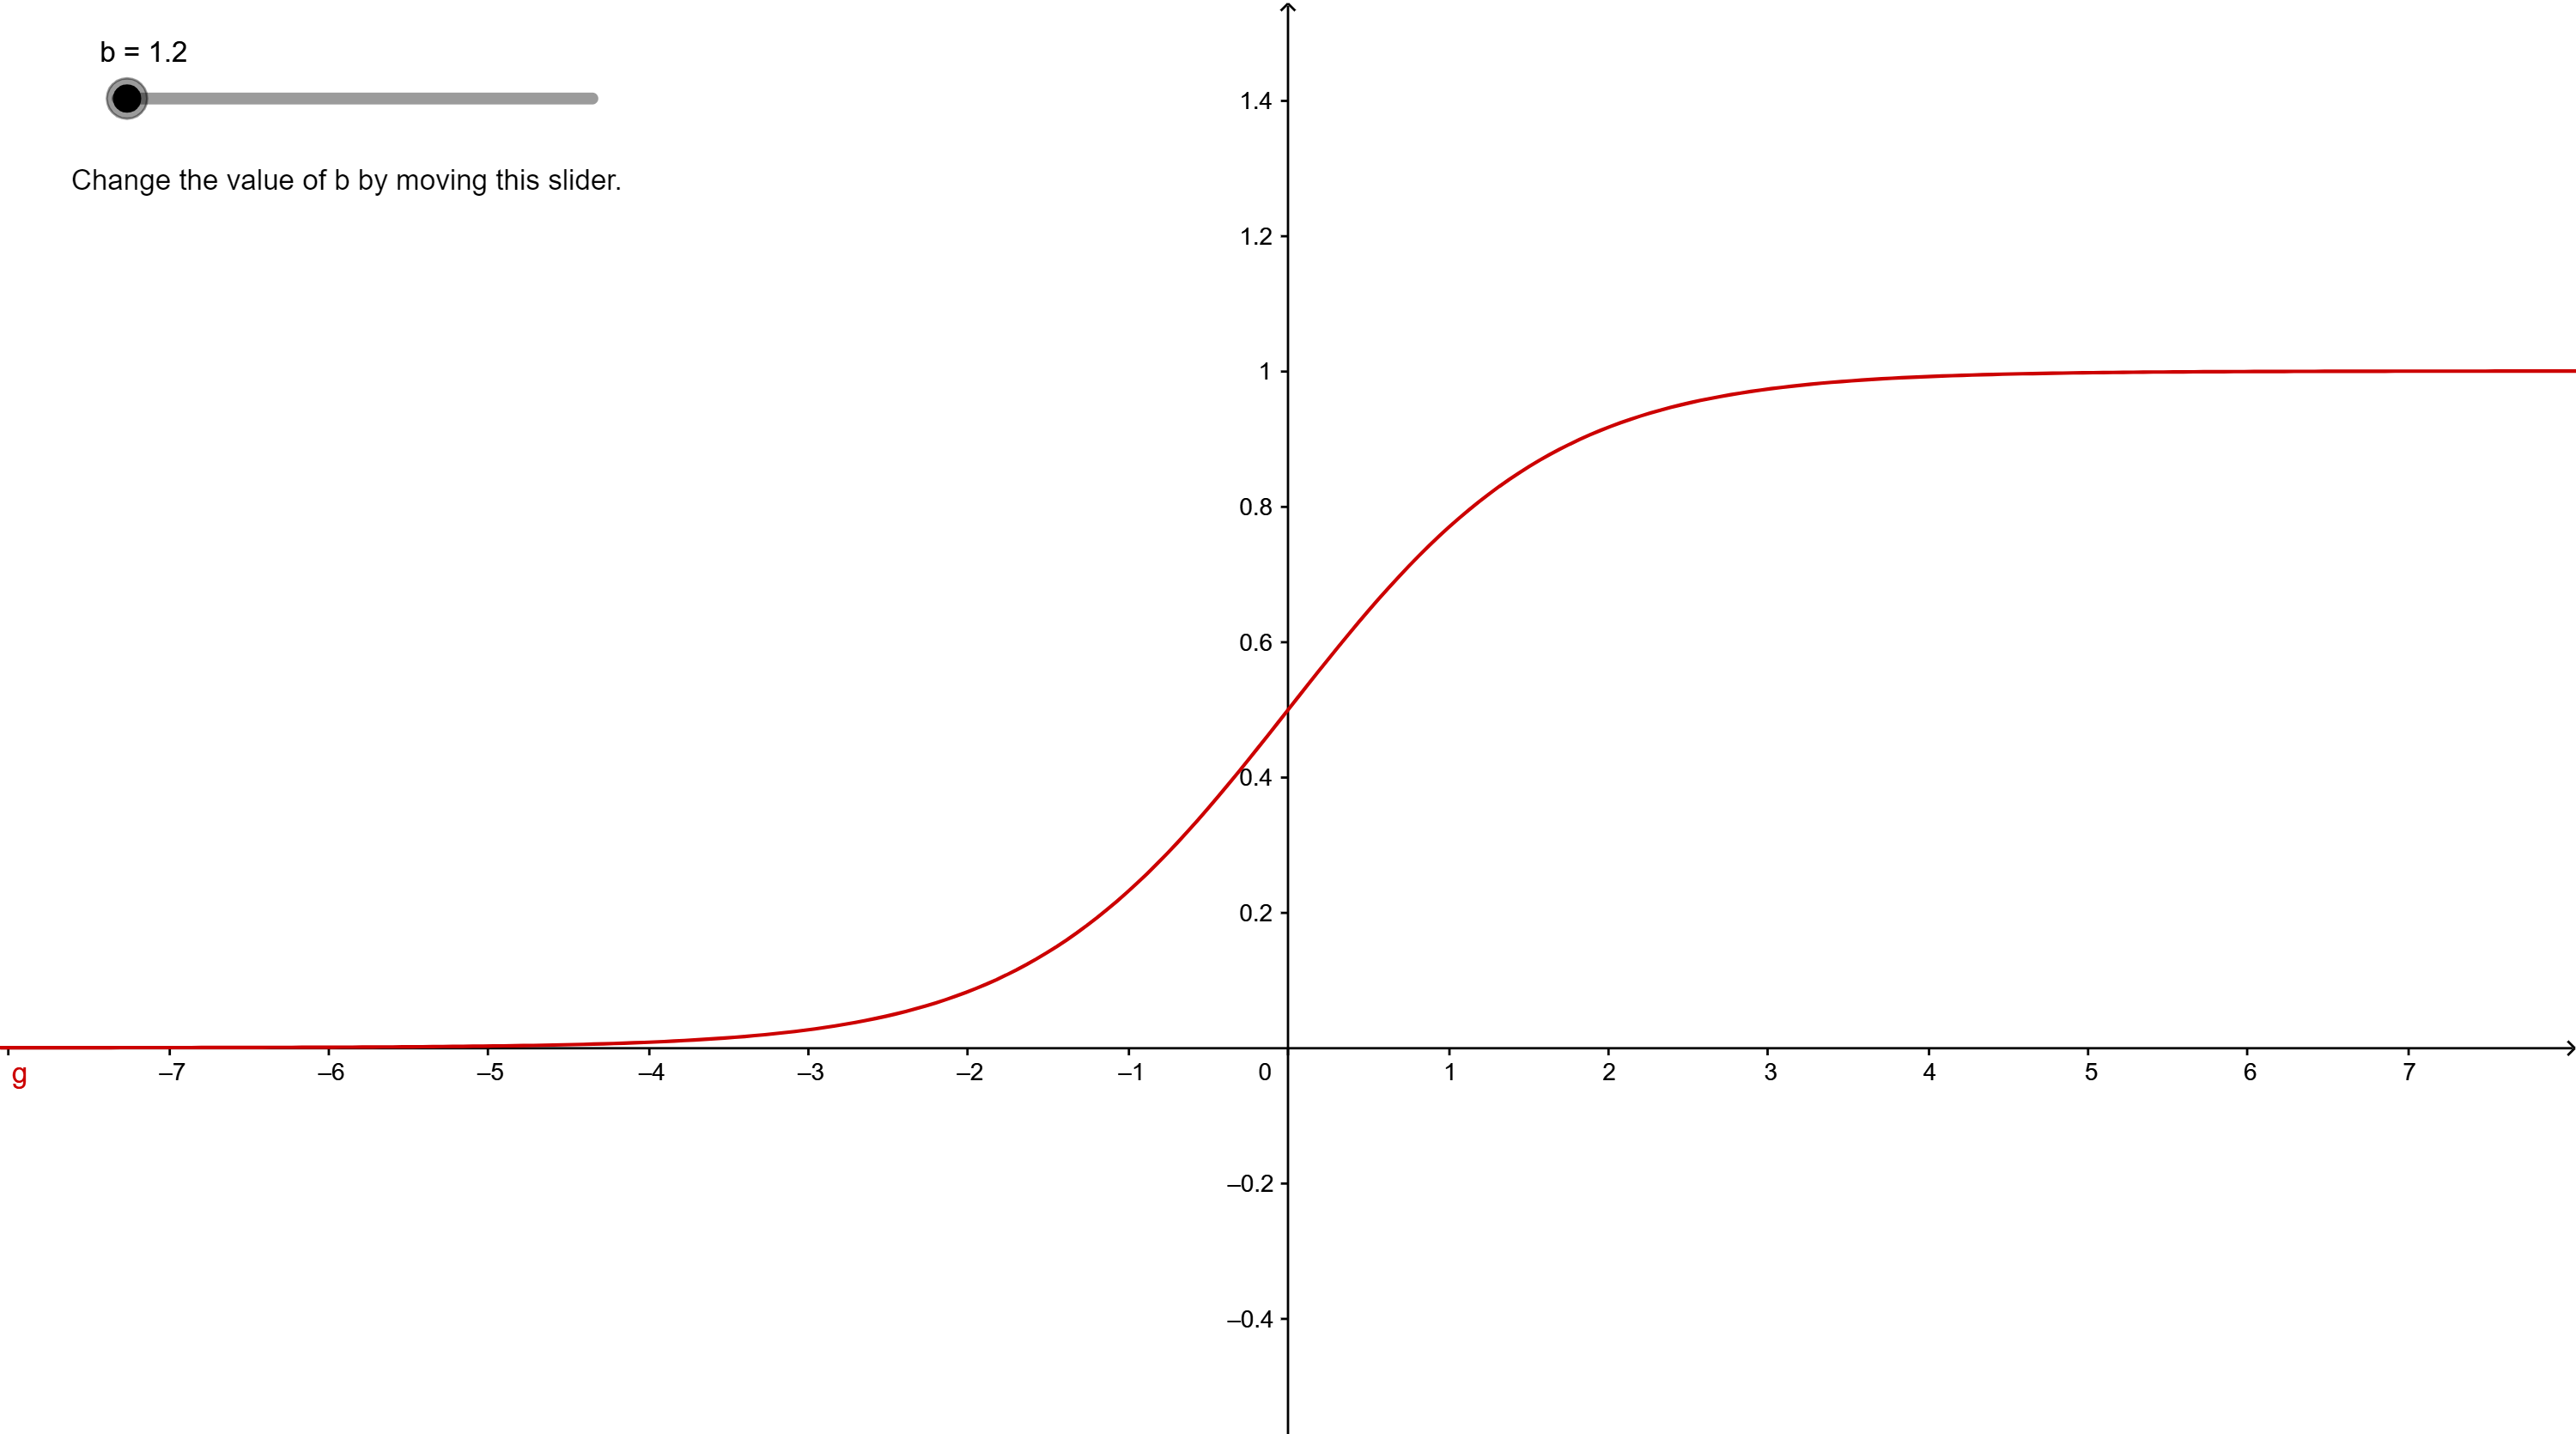 b = 1.2
Change the value of b by moving this slider.
1.4
1.2
1
0.8
0.6
0.4
0.2
g
–7 –6 –5 –4 –3 –2 –1 0 1 2 3 4 5 6 7
–0.2
–0.4